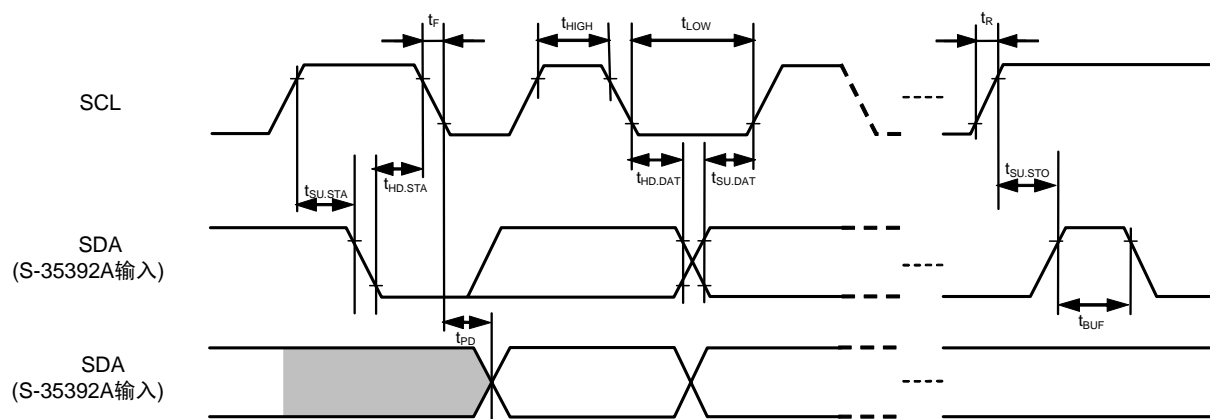 tF
tHIGH
tLOW
tR
SCL
tSU.STA
tHD.STA
tHD.DAT
tSU.DAT
tSU.STO
SDA
(S-35392A输入)
tBUF
tPD
SDA
(S-35392A输入)